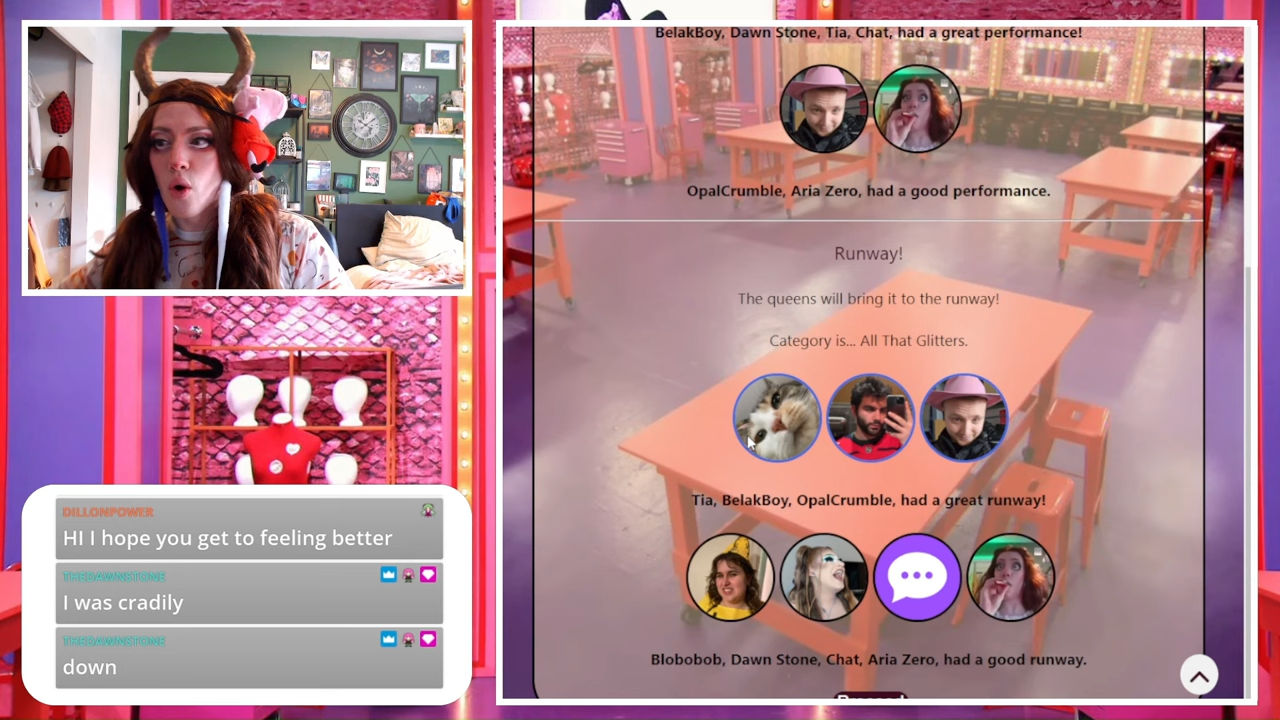 BelakBoy, Dawn Stone, Tia, Chat, had a great performance!
OpalCrumble, Aria Zero, had a good performance.
Runway!
The queens will bring it to the runway!
Category is... All That Glitters.
Tia, BelakBoy, OpalCrumble, had a great runway!
Blobobob, Dawn Stone, Chat, Aria Zero, had a good runway.
Proceed
DILLONPOWER
HI I hope you get to feeling better
THEDAWNSTONE
I was cradily
THEDAWNSTONE
down